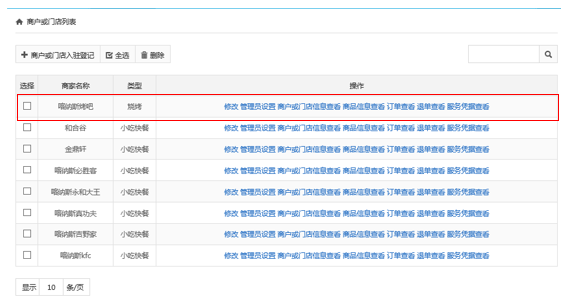 商户或门店列表
商户或门店入驻登记 全选 删除
选择 商家名称 类型 操作
喀纳斯烤吧 烧烤 修改 管理员设置 商户或门店信息查看 商品信息查看 订单查看 退单查看 服务凭据查看
和合谷 小吃快餐 修改 管理员设置 商户或门店信息查看 商品信息查看 订单查看 退单查看 服务凭据查看
金鼎轩 小吃快餐 修改 管理员设置 商户或门店信息查看 商品信息查看 订单查看 退单查看 服务凭据查看
喀纳斯必胜客 小吃快餐 修改 管理员设置 商户或门店信息查看 商品信息查看 订单查看 退单查看 服务凭据查看
喀纳斯永和大王 小吃快餐 修改 管理员设置 商户或门店信息查看 商品信息查看 订单查看 退单查看 服务凭据查看
喀纳斯真功夫 小吃快餐 修改 管理员设置 商户或门店信息查看 商品信息查看 订单查看 退单查看 服务凭据查看
喀纳斯吉野家 小吃快餐 修改 管理员设置 商户或门店信息查看 商品信息查看 订单查看 退单查看 服务凭据查看
喀纳斯kfc 小吃快餐 修改 管理员设置 商户或门店信息查看 商品信息查看 订单查看 退单查看 服务凭据查看
显示 10 条/页